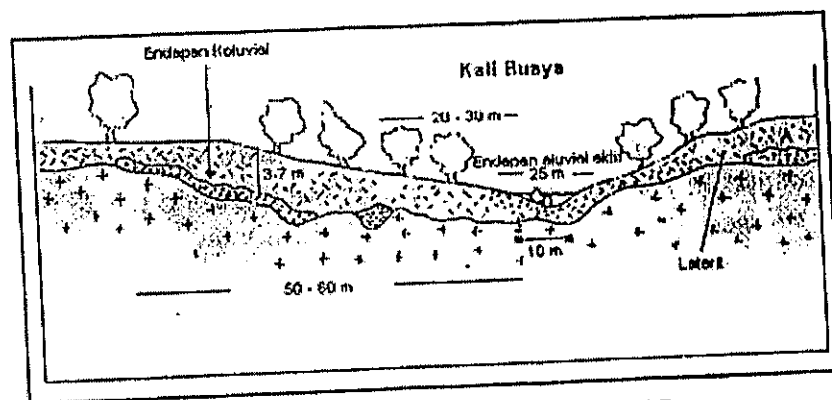 Endapan Koluvial
Kali Buaya
20 - 30 m
Endapan aluvial aktif
25 m
3-7 m
10 m
Laterit
50 - 60 m